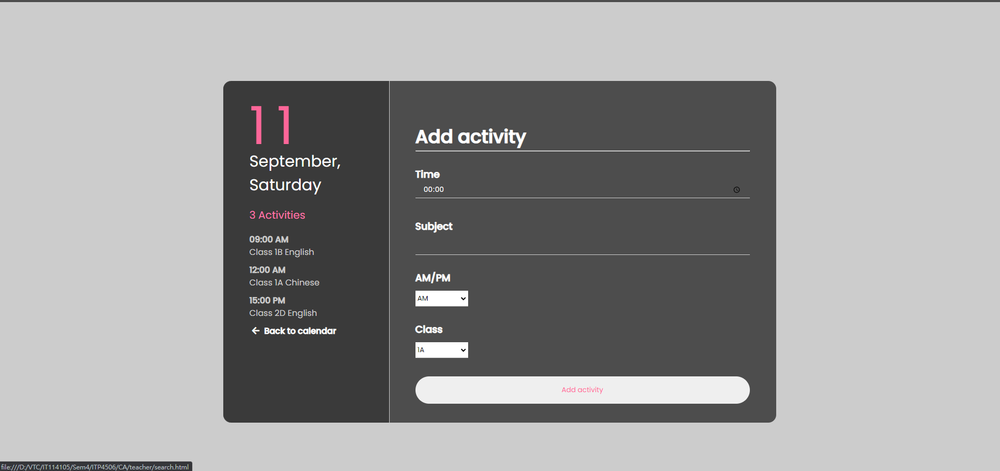 11
September,
Saturday
3 Activities
09:00 AM
Class 1B English
12:00 AM
Class 1A Chinese
15:00 PM
Class 2D English
Back to calendar
Add activity
Time
00:00
Subject
AM/PM
AM
Class
1A
Add activity
file:///D:/VTC/IT114105/Sem4/ITP4506/CA/teacher/search.html